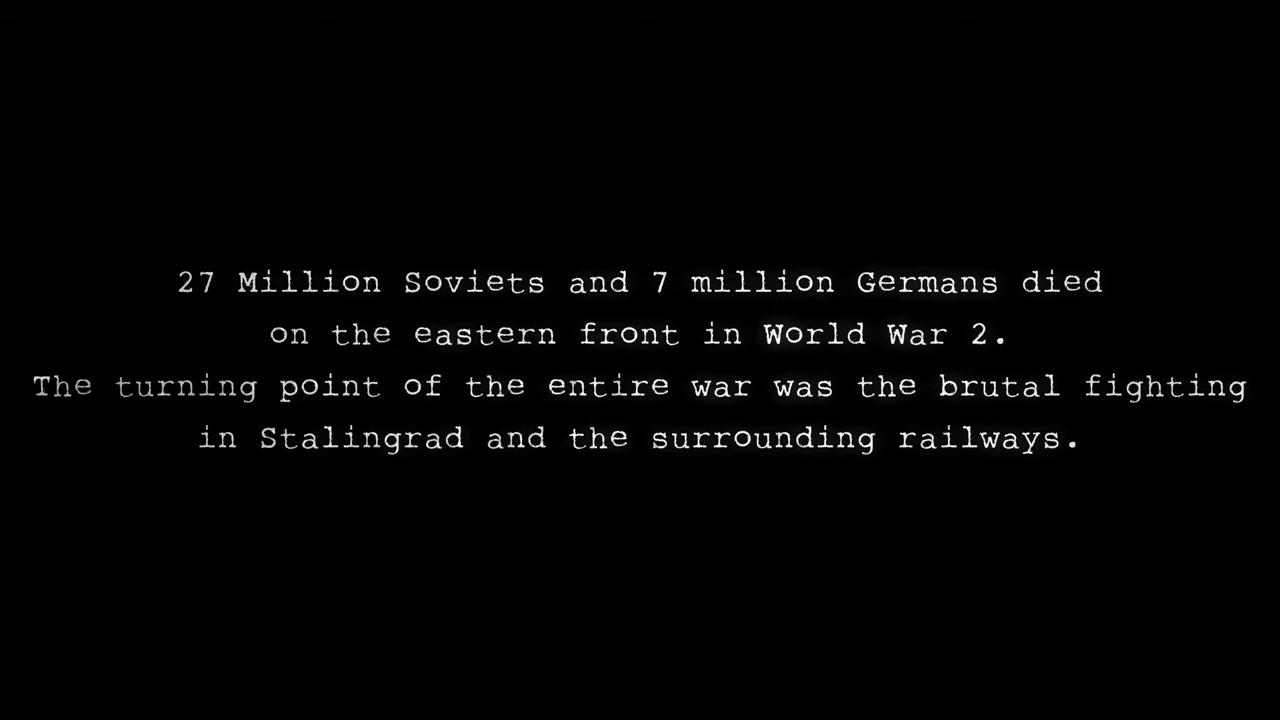 27 Million Soviets and 7 million Germans died
on the eastern front in World War 2.
The turning point of the entire war was the brutal fighting
in Stalingrad and the surrounding railways.